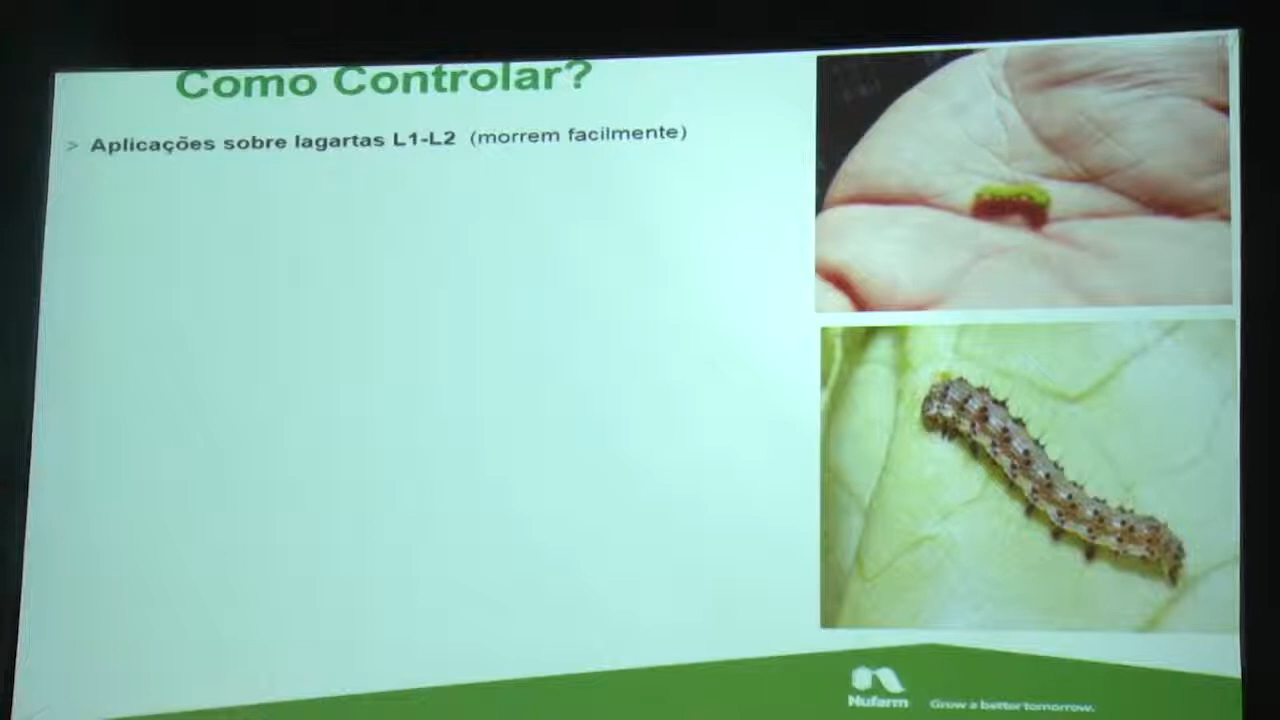 Como Controlar?
> Aplicações sobre lagartas L1-L2 (morrem facilmente)
Nufarm
Grow a better tomorrow.